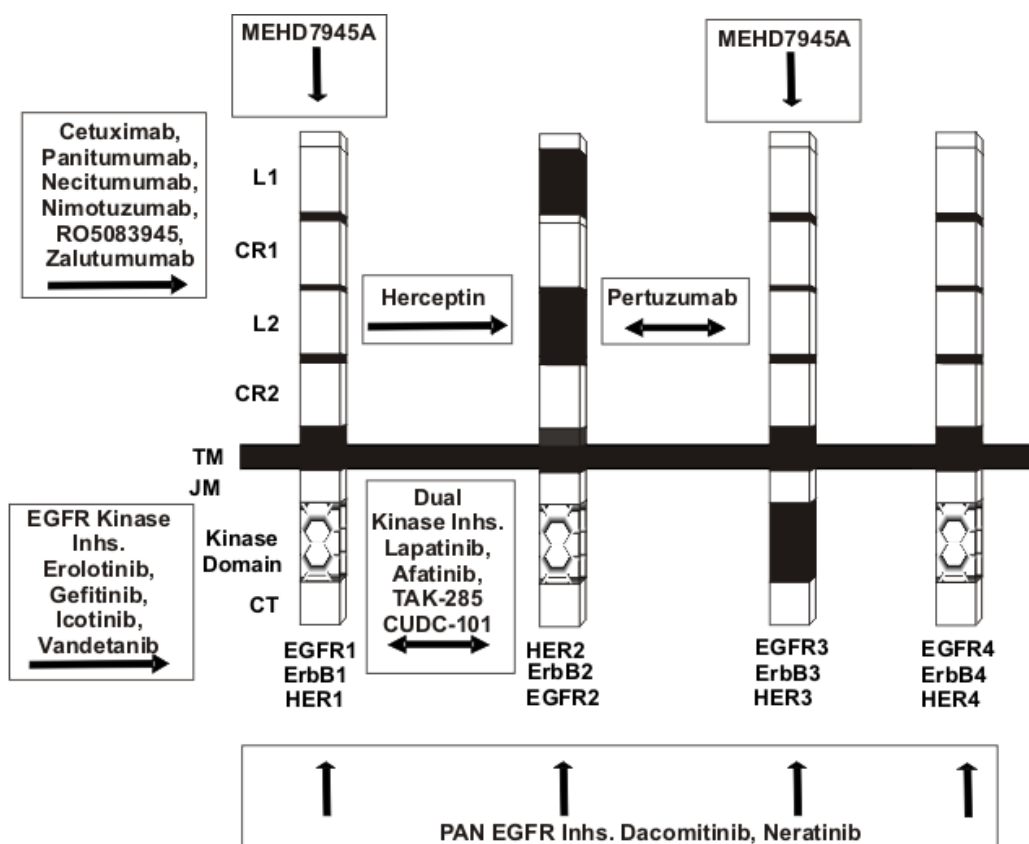 MEHD7945A
MEHD7945A
Cetuximab,
Panitumumab,
Necitumumab,
Nimotuzumab,
RO5083945,
Zalutumumab
L1
CR1
L2
CR2
TM
JM
Kinase
Domain
CT
Herceptin
Pertuzumab
EGFR Kinase
Inhs.
Erolotinib,
Gefitinib,
Icotinib,
Vandetanib
Dual
Kinase Inhs.
Lapatinib,
Afatinib,
TAK-285
CUDC-101
EGFR1
ErbB1
HER1
HER2
ErbB2
EGFR2
EGFR3
ErbB3
HER3
EGFR4
ErbB4
HER4
PAN EGFR Inhs. Dacomitinib, Neratinib